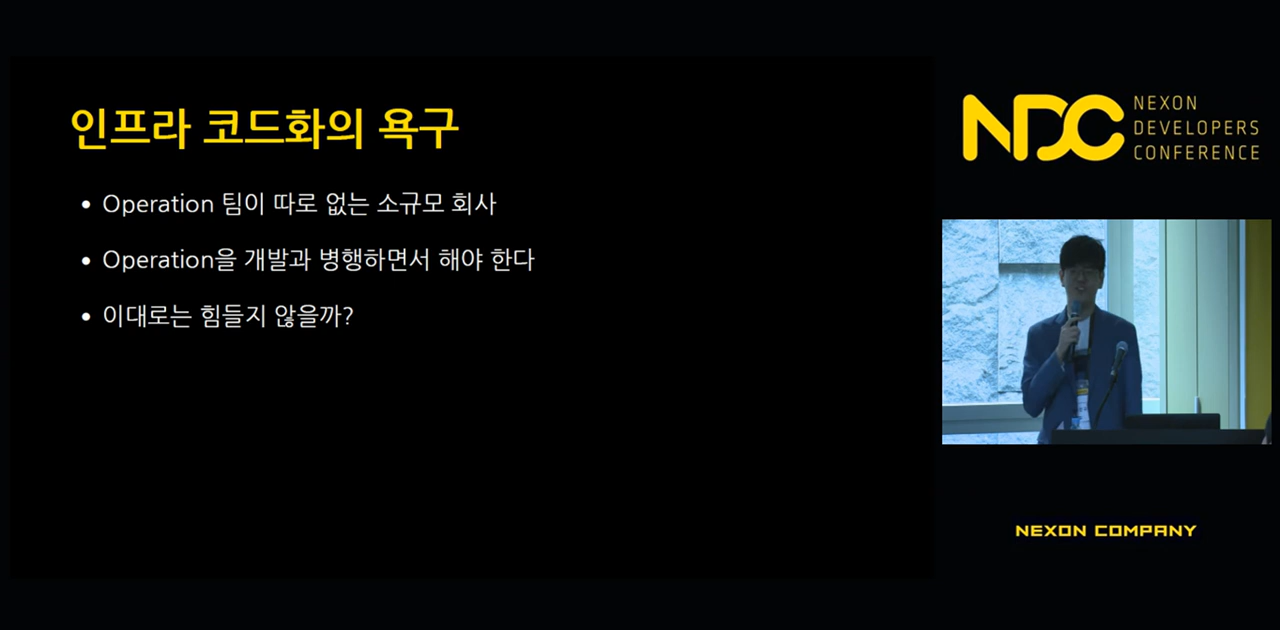 인프라 코드화의 욕구
• Operation 팀이 따로 없는 소규모 회사
• Operation을 개발과 병행하면서 해야 한다
• 이대로는 힘들지 않을까?
NDC
NEXON
DEVELOPERS
CONFERENCE
NEXON COMPANY